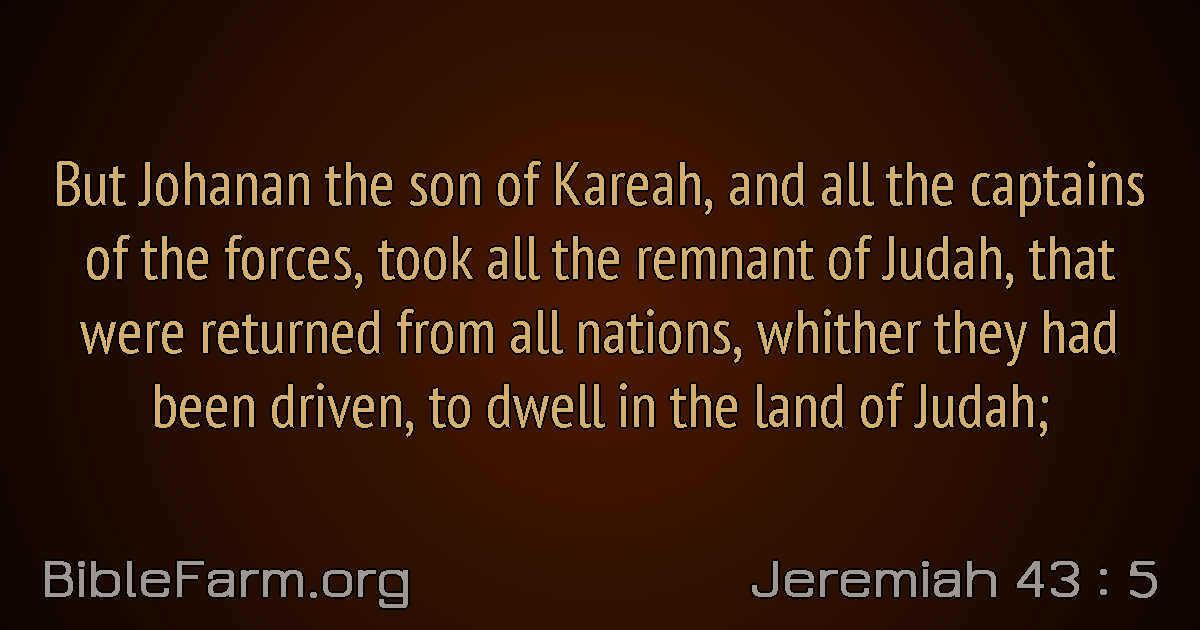 But Johanan the son of Kareah, and all the captains
of the forces, took all the remnant of Judah, that
were returned from all nations, whither they had
been driven, to dwell in the land of Judah;
BibleFarm.org
Jeremiah 43 : 5